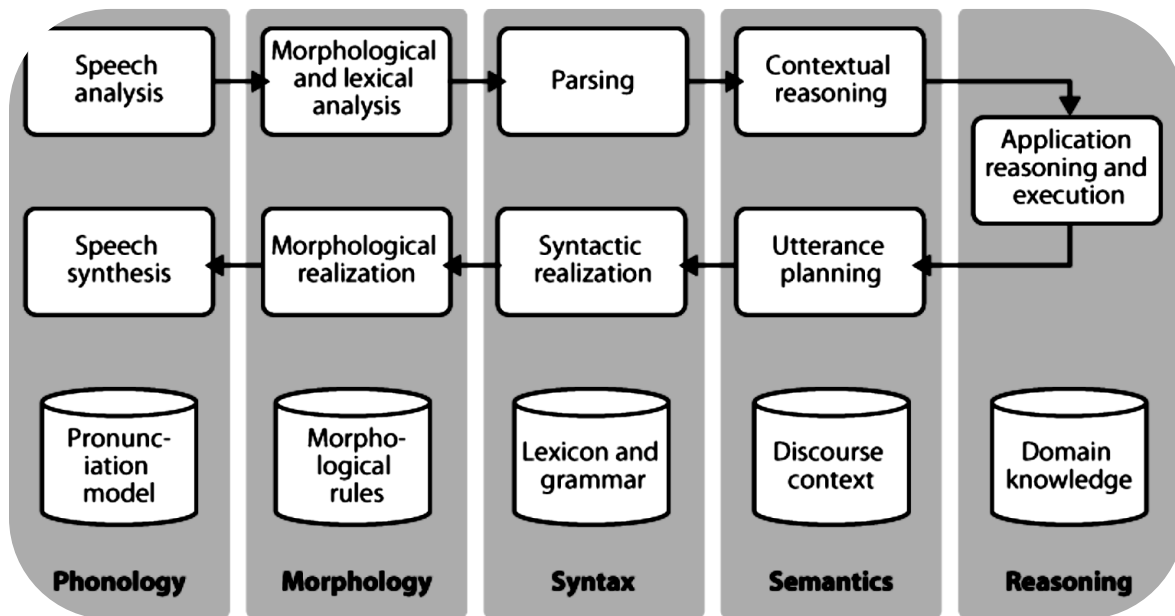 Speech
analysis
Morphological
and lexical
analysis
Parsing
Contextual
reasoning
Application
reasoning and
execution
Speech
synthesis
Morphological
realization
Syntactic
realization
Utterance
planning
Pronunc-
iation
model
Morpho-
logical
rules
Lexicon and
grammar
Discourse
context
Domain
knowledge
Phonology
Morphology
Syntax
Semantics
Reasoning